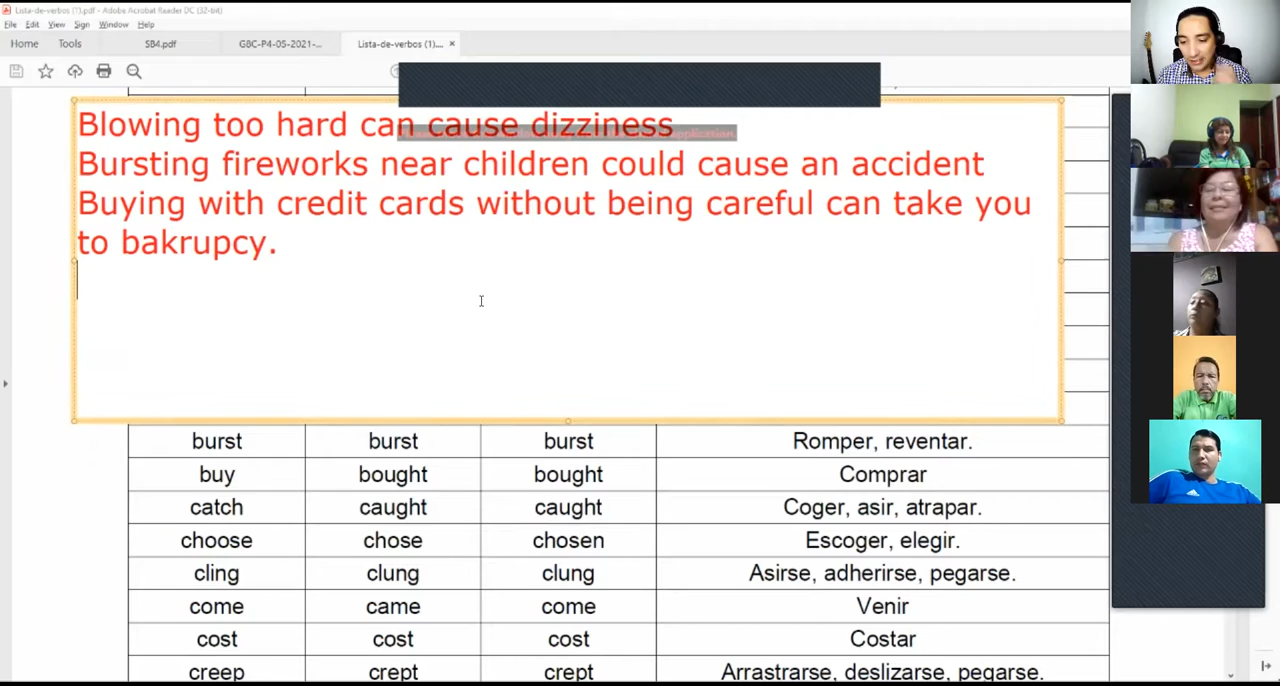 Lista-de-verbos (1).pdf - Adobe Acrobat Reader DC (32-bit)
File Edit View Sign Window Help
Home Tools SB4.pdf GBC-P4-05-2021-... Lista-de-verbos (1).... ×
Blowing too hard can cause dizziness
Bursting fireworks near children could cause an accident
Buying with credit cards without being careful can take you
to bakrupcy.
burst burst burst Romper, reventar.
buy bought bought Comprar
catch caught caught Coger, asir, atrapar.
choose chose chosen Escoger, elegir.
cling clung clung Asirse, adherirse, pegarse.
come came come Venir
cost cost cost Costar
creep crept crept Arrastrarse, deslizarse, pegarse.